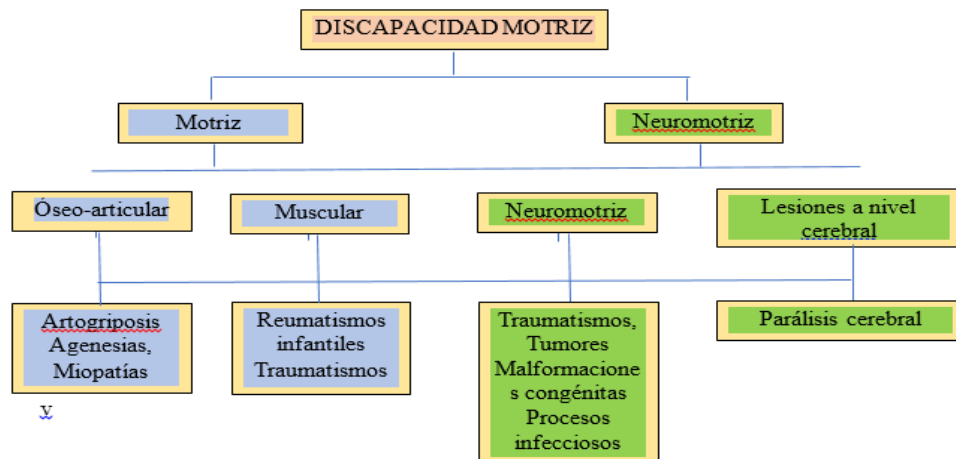 DISCAPACIDAD MOTRIZ
Motriz
Neuromotriz
Óseo-articular
Muscular
Neuromotriz
Lesiones a nivel
cerebral
Artogriposis
Agenesias,
Miopatías
Reumatismos
infantiles
Traumatismos
Traumatismos,
Tumores
Malformacione
s congénitas
Procesos
infecciosos
Parálisis cerebral
y